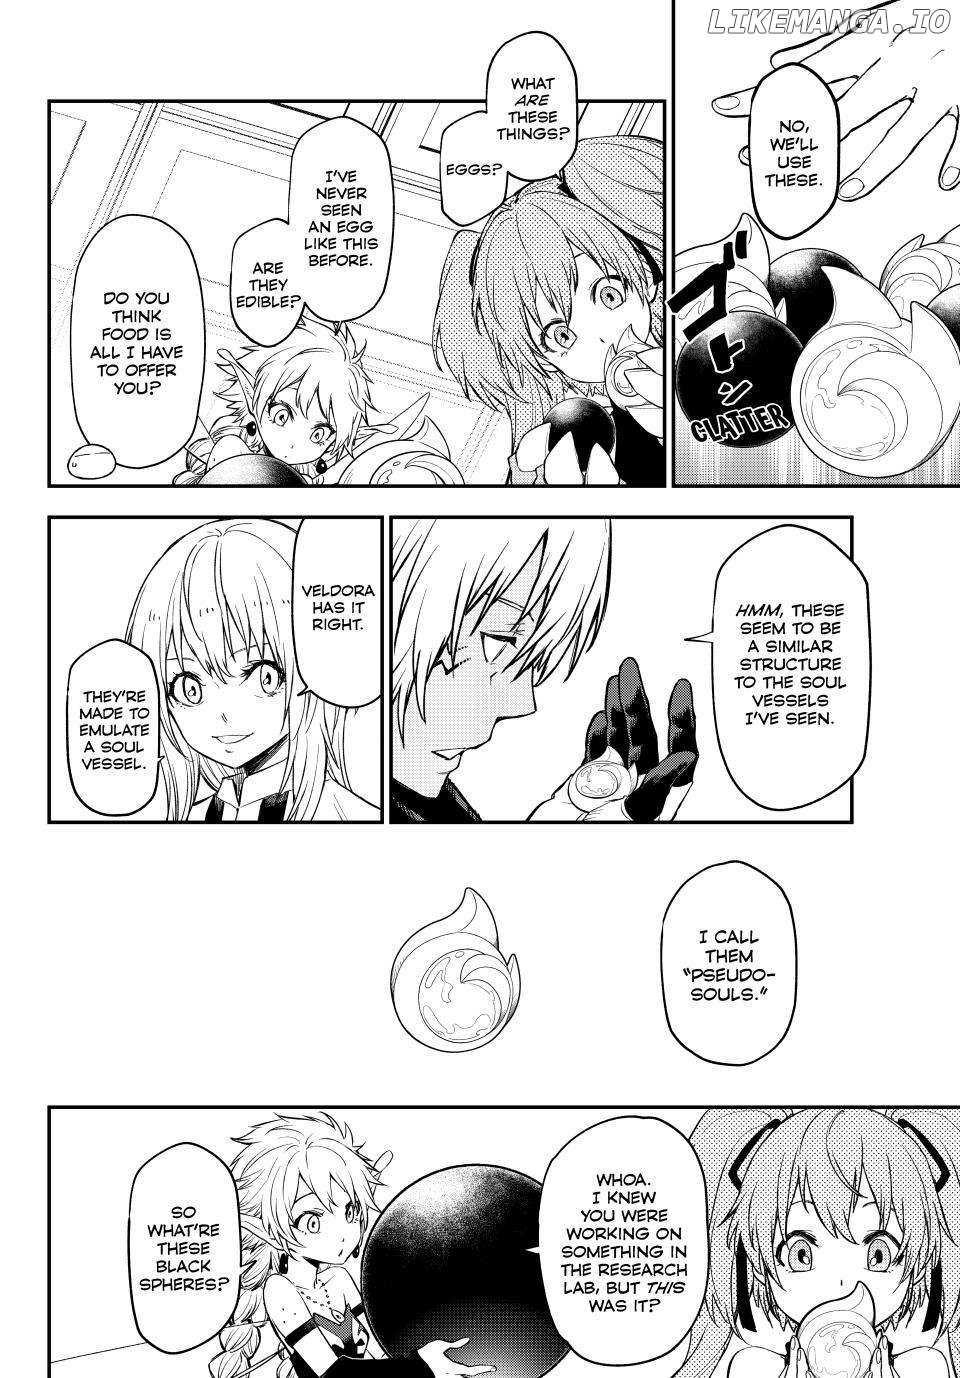 LIKEMANGA.IO
NO,
WE'LL
USE
THESE.
ゴ
トン
CLATTER
WHAT
ARE
THESE
THINGS?
EGGS?
I'VE
NEVER
SEEN
AN EGG
LIKE THIS
BEFORE.
ARE
THEY
EDIBLE?
DO YOU
THINK
FOOD IS
ALL I HAVE
TO OFFER
YOU?
HMM, THESE
SEEM TO BE
A SIMILAR
STRUCTURE
TO THE SOUL
VESSELS
I'VE SEEN.
VELDORA
HAS IT
RIGHT.
THEY'RE
MADE TO
EMULATE
A SOUL
VESSEL.
I CALL
THEM
"PSEUDO-
SOULS."
WHOA.
I KNEW
YOU WERE
WORKING ON
SOMETHING IN
THE RESEARCH
LAB, BUT THIS
WAS IT?
SO
WHAT'RE
THESE
BLACK
SPHERES?